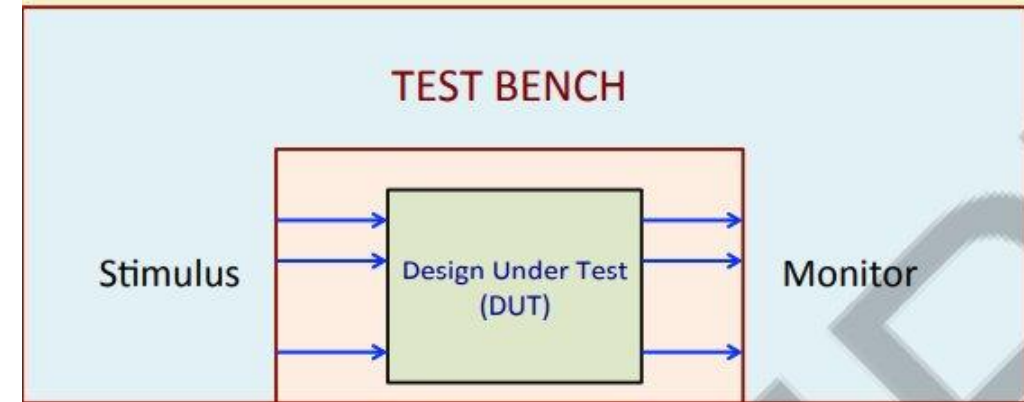 TEST BENCH
Stimulus
Design Under Test
(DUT)
Monitor